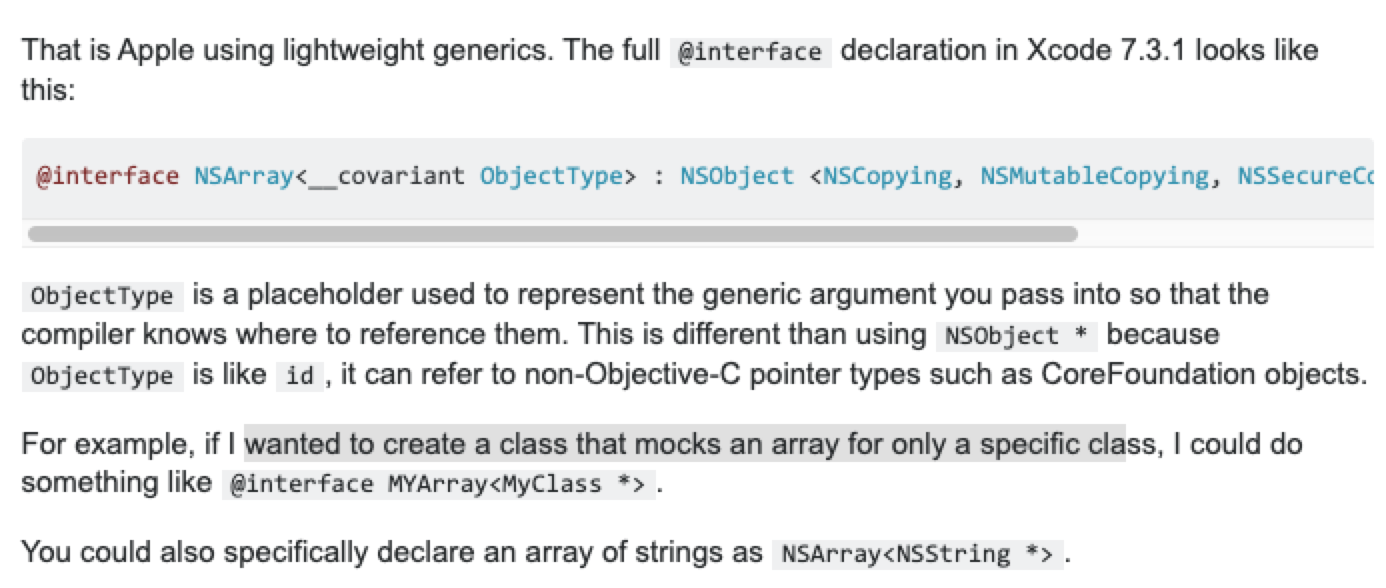 That is Apple using lightweight generics. The full @interface declaration in Xcode 7.3.1 looks like
this:
@interface NSArray<__covariant ObjectType> : NSObject <NSCopying, NSMutableCopying, NSSecureCo
ObjectType is a placeholder used to represent the generic argument you pass into so that the
compiler knows where to reference them. This is different than using NSObject * because
ObjectType is like id , it can refer to non-Objective-C pointer types such as CoreFoundation objects.
For example, if I wanted to create a class that mocks an array for only a specific class, I could do
something like @interface MYArray<MyClass *> .
You could also specifically declare an array of strings as NSArray<NSString *> .